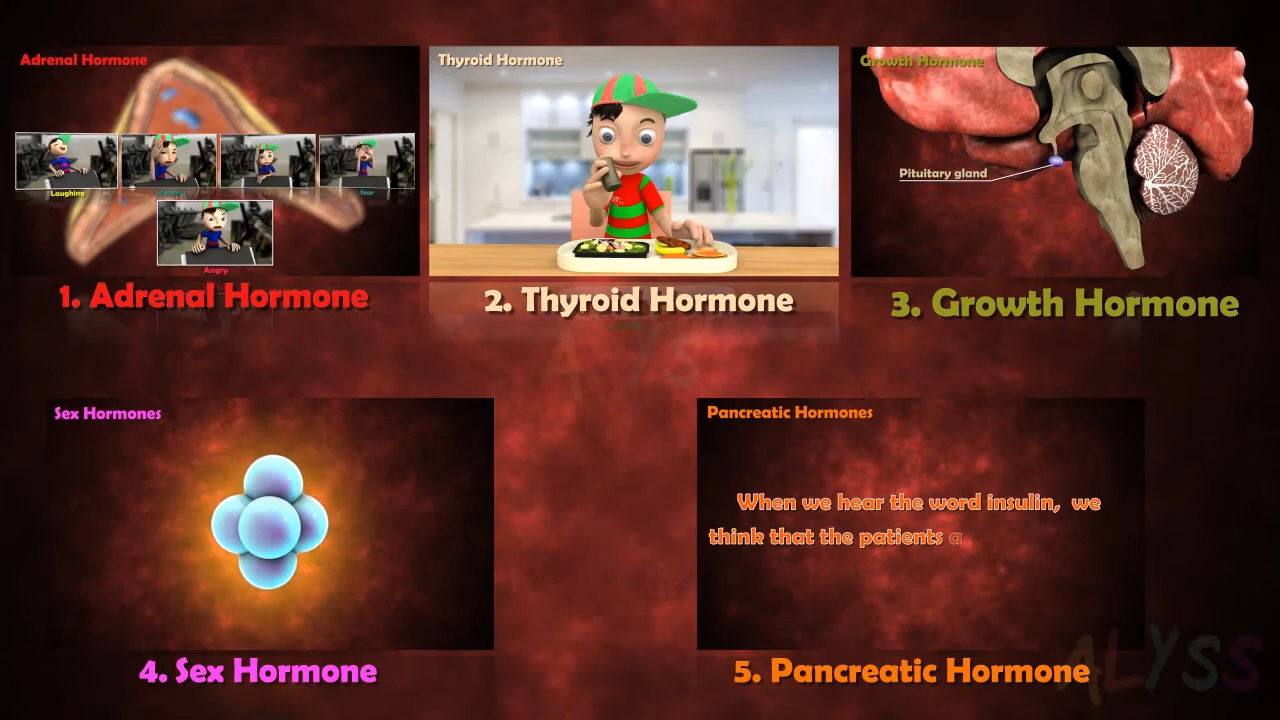 Adrenal Hormone
Laughing
fear
Angry
1. Adrenal Hormone
Thyroid Hormone
2. Thyroid Hormone
Growth Hormone
Pituitary gland
3. Growth Hormone
Sex Hormones
4. Sex Hormone
Pancreatic Hormones
When we hear the word insulin, we
think that the patients a
5. Pancreatic Hormone
ALYSS